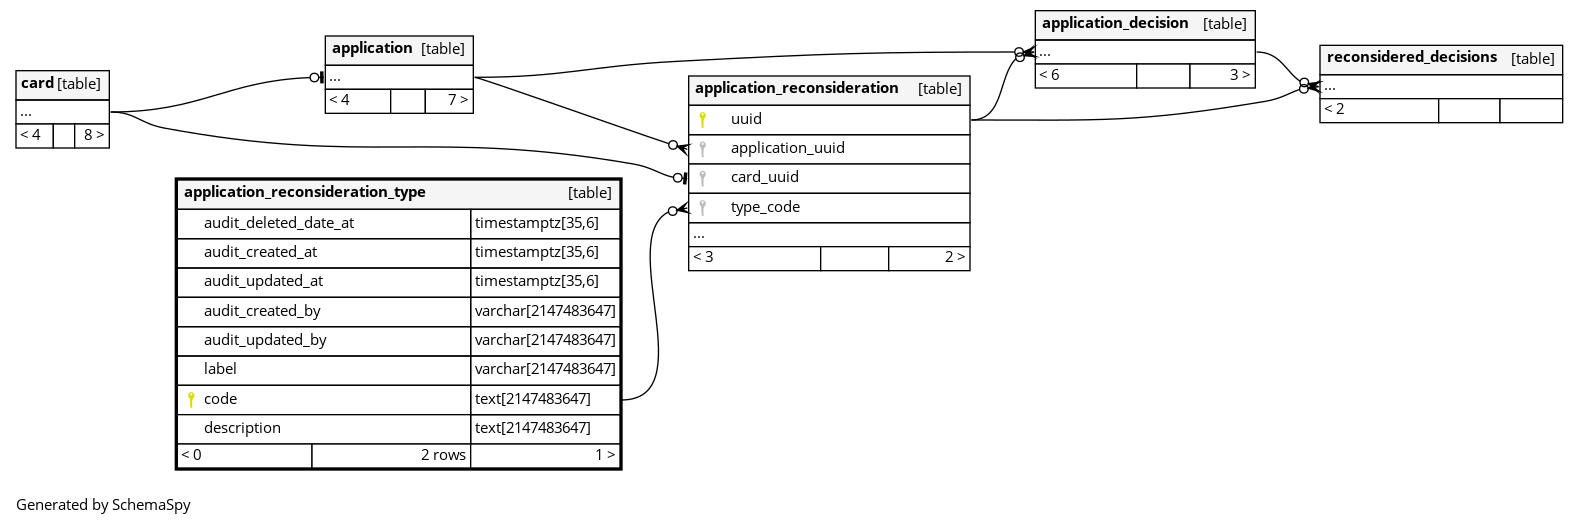 card [table]
...
< 4 8 >
application [table]
...
< 4 7 >
application_reconsideration_type [table]
audit_deleted_date_at timestamptz[35,6]
audit_created_at timestamptz[35,6]
audit_updated_at timestamptz[35,6]
audit_created_by varchar[2147483647]
audit_updated_by varchar[2147483647]
label varchar[2147483647]
code text[2147483647]
description text[2147483647]
< 0 2 rows 1 >
application_reconsideration [table]
uuid
application_uuid
card_uuid
type_code
...
< 3 2 >
application_decision [table]
...
< 6 3 >
reconsidered_decisions [table]
...
< 2
Generated by SchemaSpy